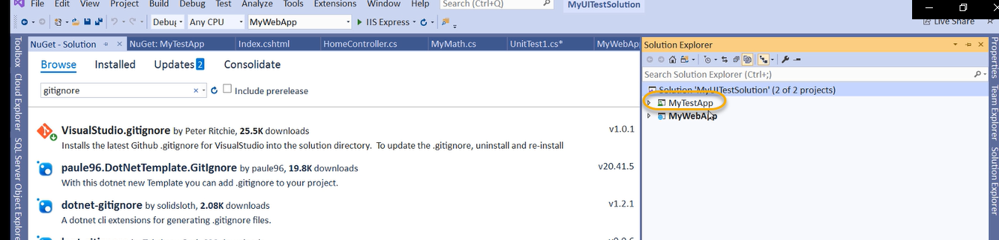 File Edit View Project Build Debug Test Analyze Tools Extensions Window Help Search (Ctrl+Q) MyUITestSolution
Debug Any CPU MyWebApp IIS Express Live Share
NuGet - Solution NuGet: MyTestApp Index.cshtml HomeController.cs MyMath.cs UnitTest1.cs* MyWebAp
Browse Installed Updates 2 Consolidate
gitignore Include prerelease
VisualStudio.gitignore by Peter Ritchie, 25.5K downloads v1.0.1
Installs the latest Github .gitignore for VisualStudio into the solution directory. To update the .gitignore, uninstall and re-install
paule96.DotNetTemplate.GitIgnore by paule96, 19.8K downloads v20.41.5
With this dotnet new Template you can add .gitignore to your project.
dotnet-gitignore by solidsloth, 2.08K downloads v1.2.1
A dotnet cli extensions for generating .gitignore files.
Solution Explorer
Search Solution Explorer (Ctrl+;)
Solution 'MyUITestSolution' (2 of 2 projects)
MyTestApp
MyWebApp
Toolbox
Cloud Explorer
SQL Server Object Explore
Properties
Team Explorer
Solution Explorer